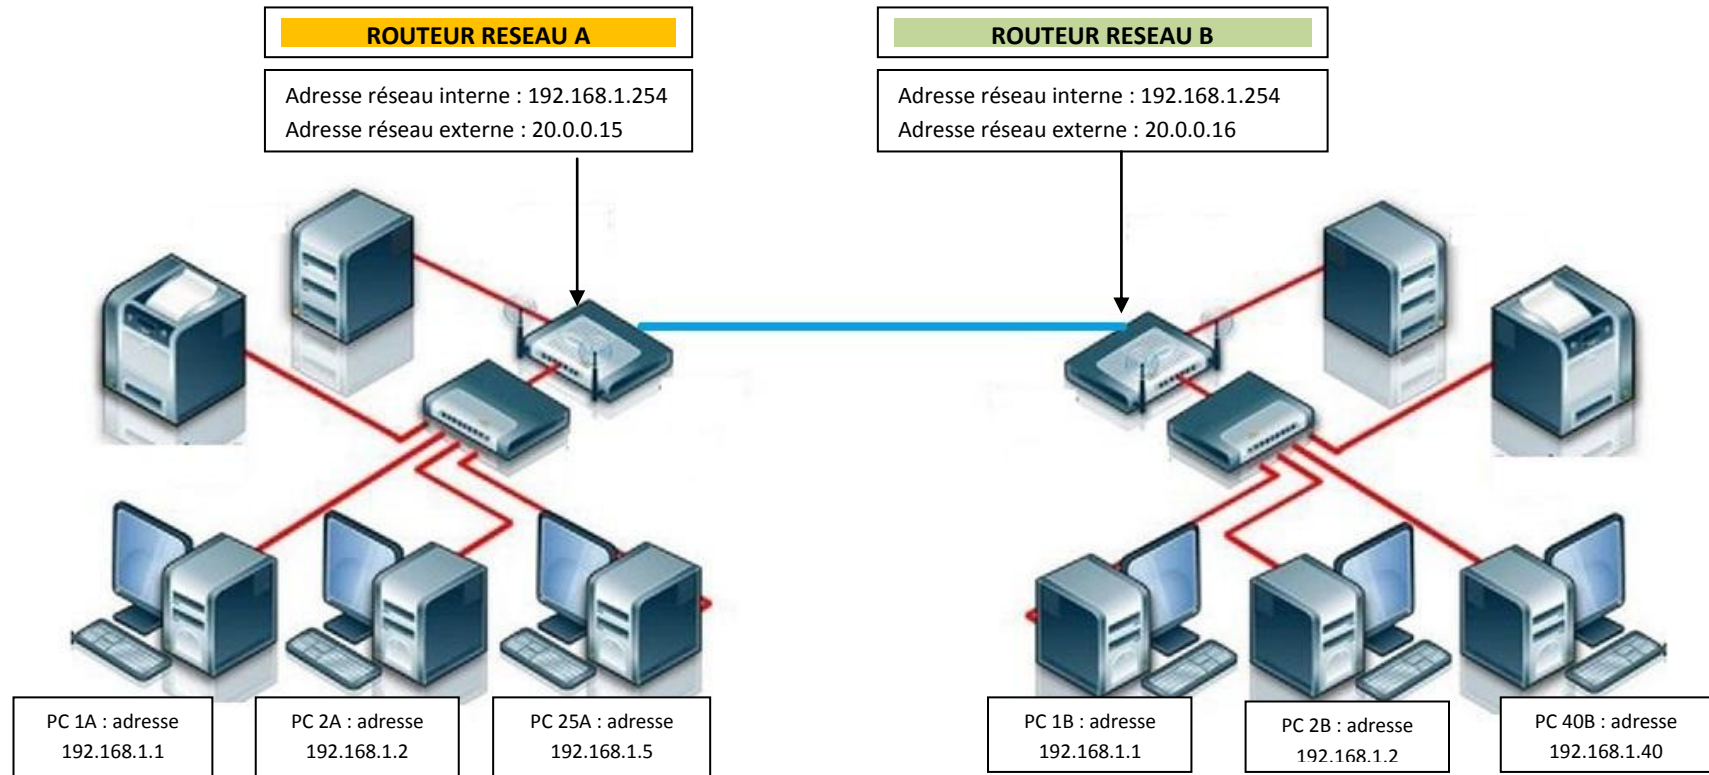 ROUTEUR RESEAU A
Adresse réseau interne : 192.168.1.254
Adresse réseau externe : 20.0.0.15
ROUTEUR RESEAU B
Adresse réseau interne : 192.168.1.254
Adresse réseau externe : 20.0.0.16
PC 1A : adresse
192.168.1.1
PC 2A : adresse
192.168.1.2
PC 25A : adresse
192.168.1.5
PC 1B : adresse
192.168.1.1
PC 2B : adresse
192.168.1.2
PC 40B : adresse
192.168.1.40